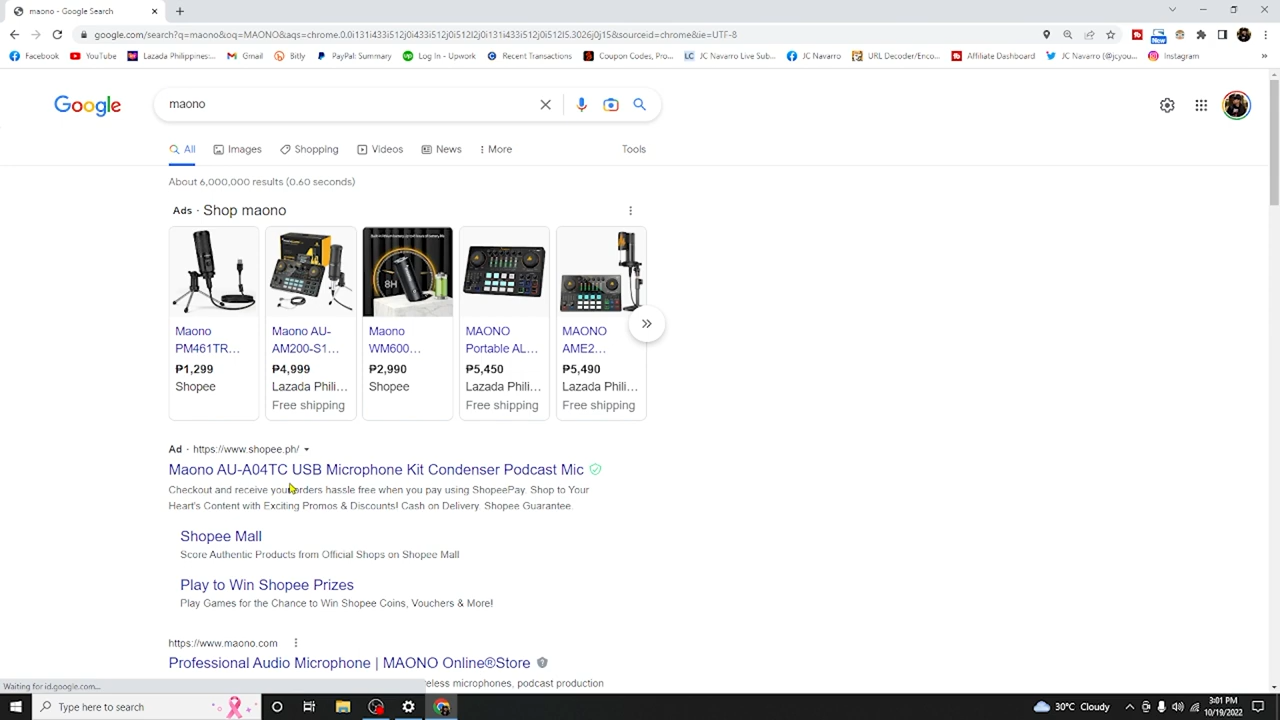 maono - Google Search
google.com/search?q=maono&oq=MAONO&aqs=chrome.0.0i131i433i512j0i433i512j0i512l2j0i131i433i512j0i512l5.3026j0j15&sourceid=chrome&ie=UTF-8
Facebook YouTube Lazada Philippines: Gmail Bitly PayPal: Summary Log In - Upwork Recent Transactions Coupon Codes, Pro... JC Navarro Live Sub... JC Navarro URL Decoder/Enco... Affiliate Dashboard JC Navarro (@jcyou... Instagram
New
Google
maono
All Images Shopping Videos News More Tools
About 6,000,000 results (0.60 seconds)
Ads · Shop maono
8H
Maono PM461TR...
₱1,299
Shopee
Maono AU-AM200-S1...
₱4,999
Lazada Phili...
Free shipping
Maono WM600...
₱2,990
Shopee
MAONO Portable AL...
₱5,450
Lazada Phili...
Free shipping
MAONO AME2...
₱5,490
Lazada Phili...
Free shipping
Ad · https://www.shopee.ph/
Maono AU-A04TC USB Microphone Kit Condenser Podcast Mic
Checkout and receive your orders hassle free when you pay using ShopeePay. Shop to Your
Heart's Content with Exciting Promos & Discounts! Cash on Delivery. Shopee Guarantee.
Shopee Mall
Score Authentic Products from Official Shops on Shopee Mall
Play to Win Shopee Prizes
Play Games for the Chance to Win Shopee Coins, Vouchers & More!
https://www.maono.com
Professional Audio Microphone | MAONO Online®Store
eless microphones, podcast production
Waiting for id.google.com...
Type here to search
30°C Cloudy
3:01 PM
10/19/2022